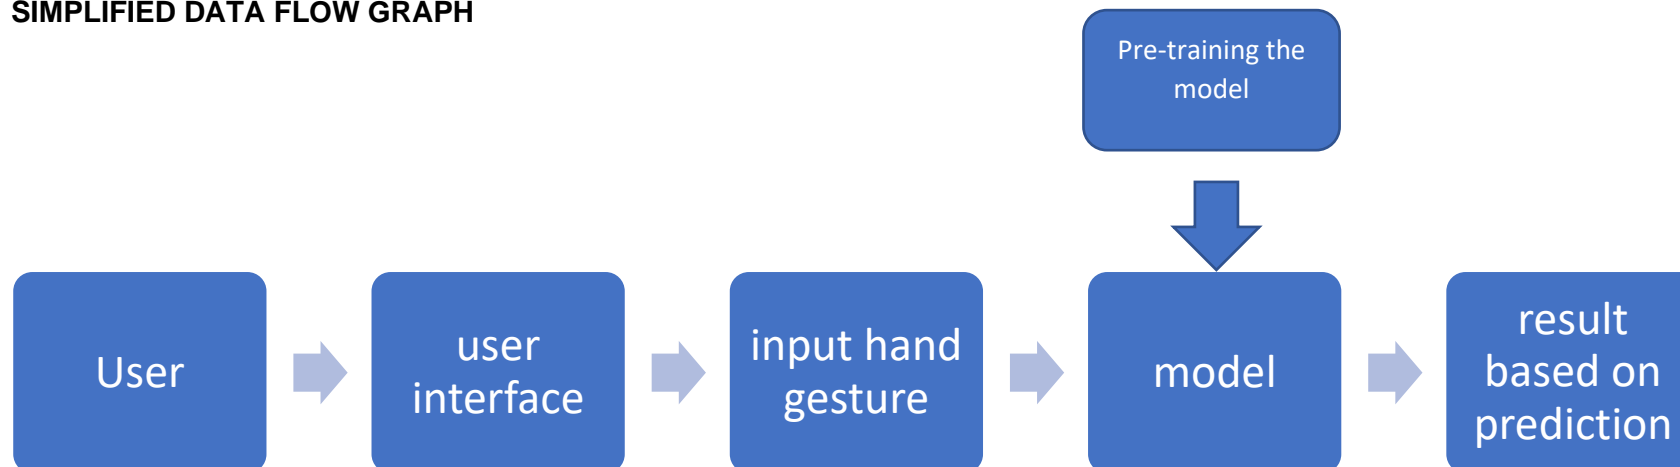 SIMPLIFIED DATA FLOW GRAPH
Pre-training the
model
User
user
interface
input hand
gesture
model
result
based on
prediction